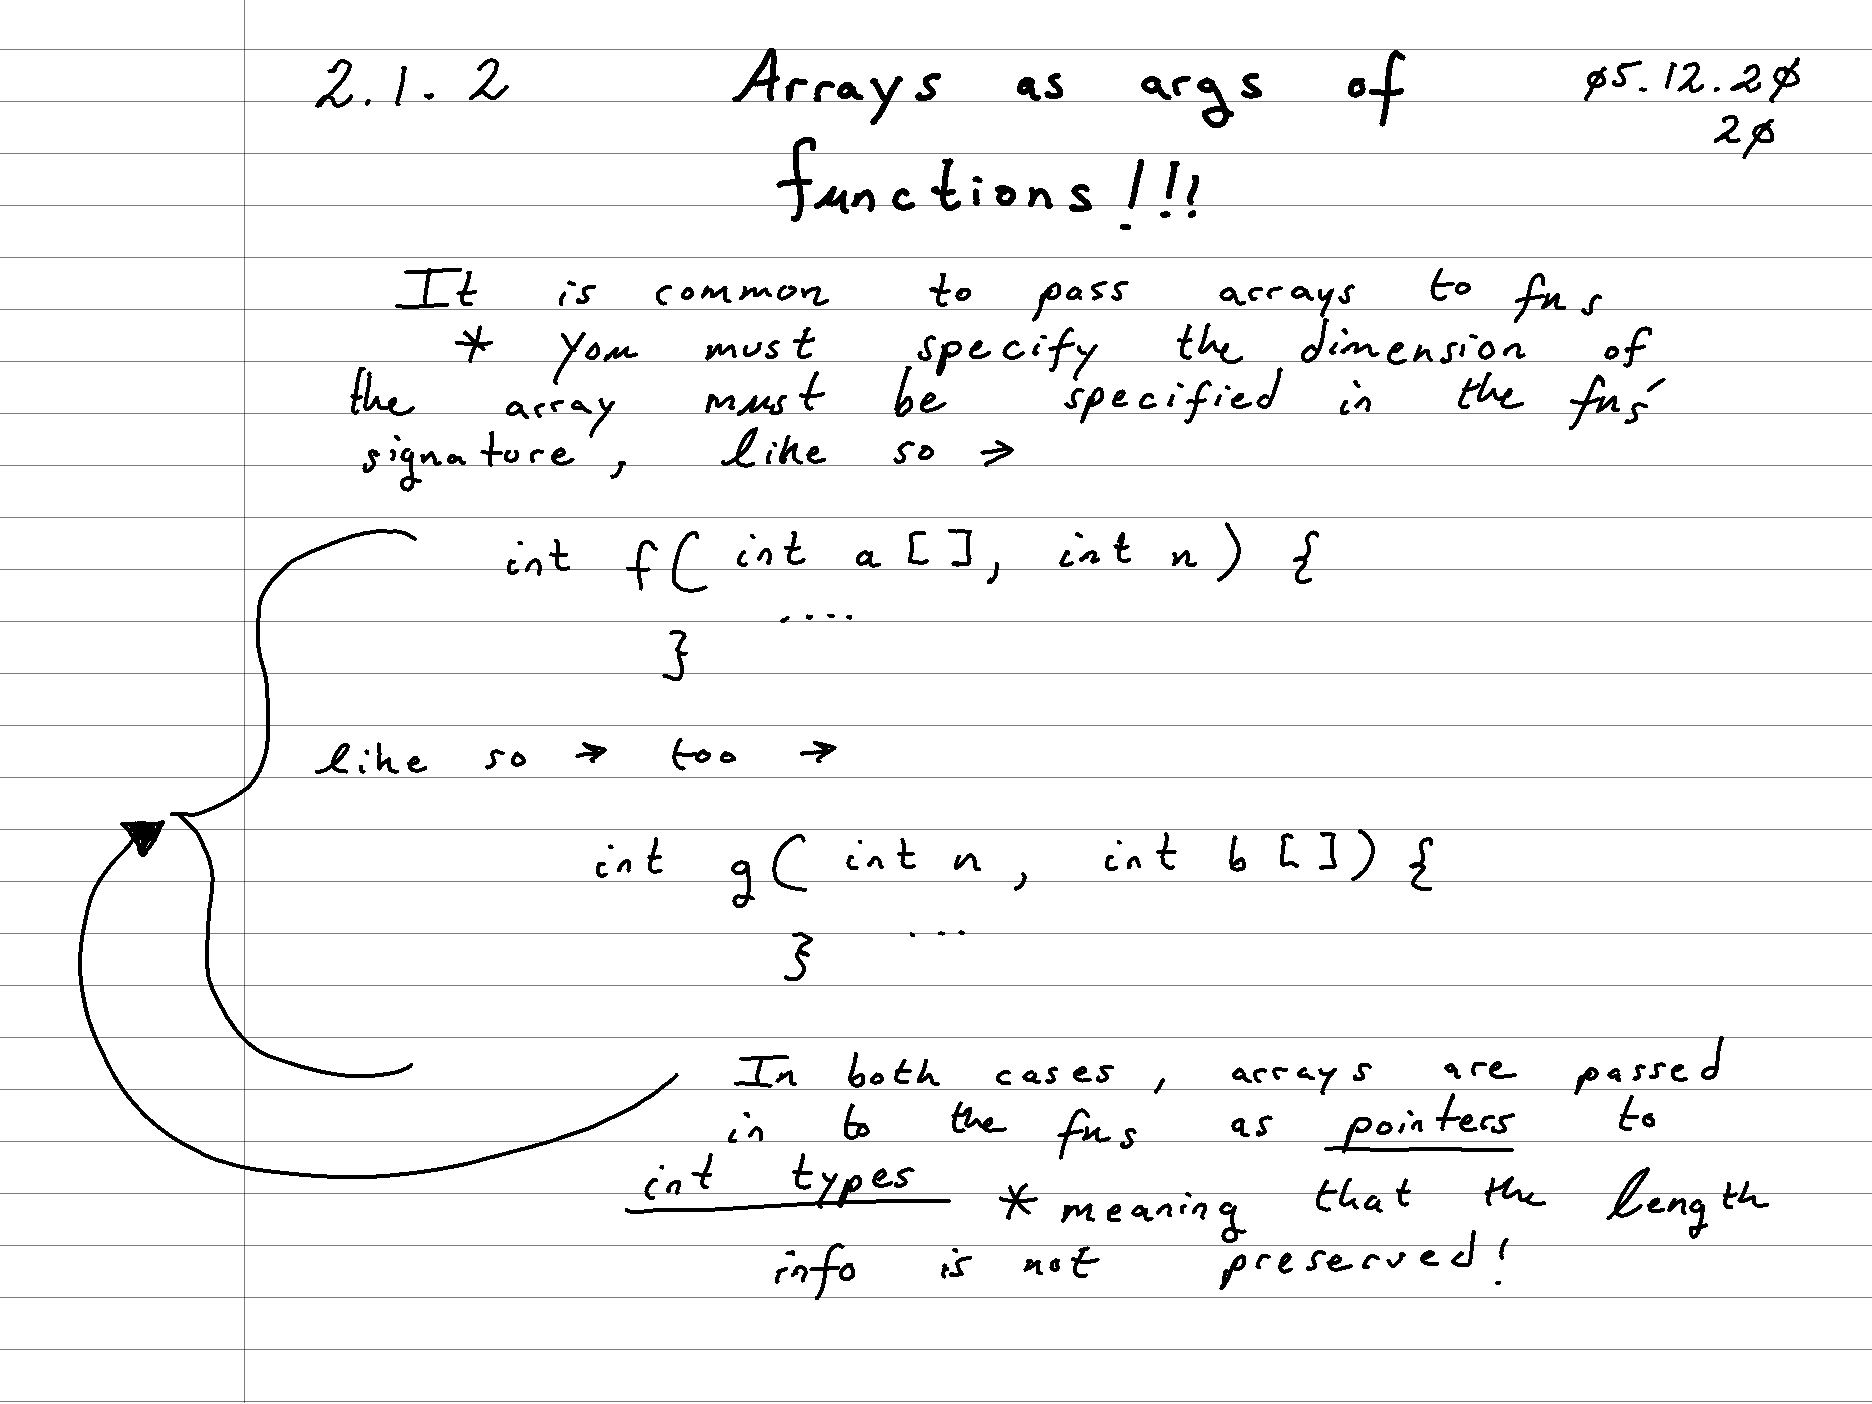 2.1.2 Arrays as args of 05.12.20
20
functions!!!
It is common to pass arrays to fns
* You must specify the dimension of
the array must be specified in the fns'
signature, like so →
int f( int a [ ], int n ) {
....
}
like so → too →
int g( int n , int b [ ] ) {
...
}
In both cases, arrays are passed
in to the fns as pointers to
int types * meaning that the length
info is not preserved!